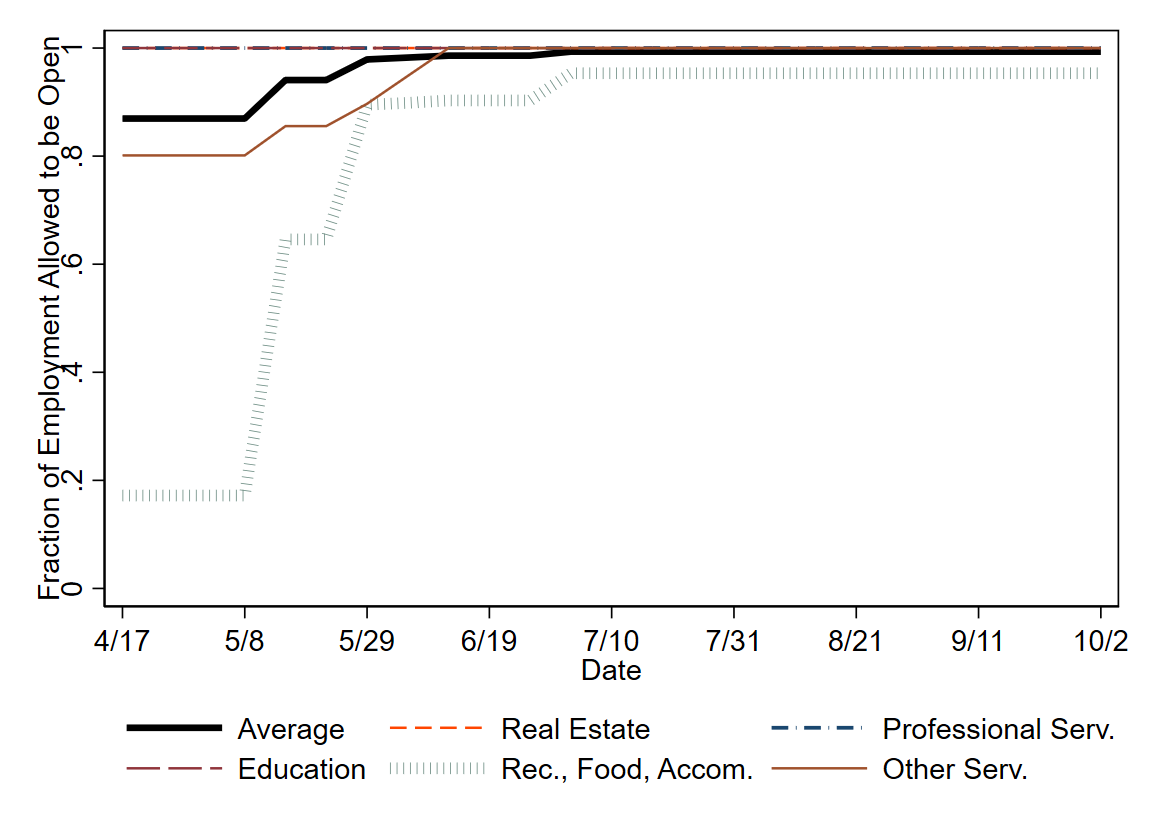 Fraction of Employment Allowed to be Open
1
.8
.6
.4
.2
0
4/17 5/8 5/29 6/19 7/10 7/31 8/21 9/11 10/2
Date
Average Real Estate Professional Serv.
Education Rec., Food, Accom. Other Serv.